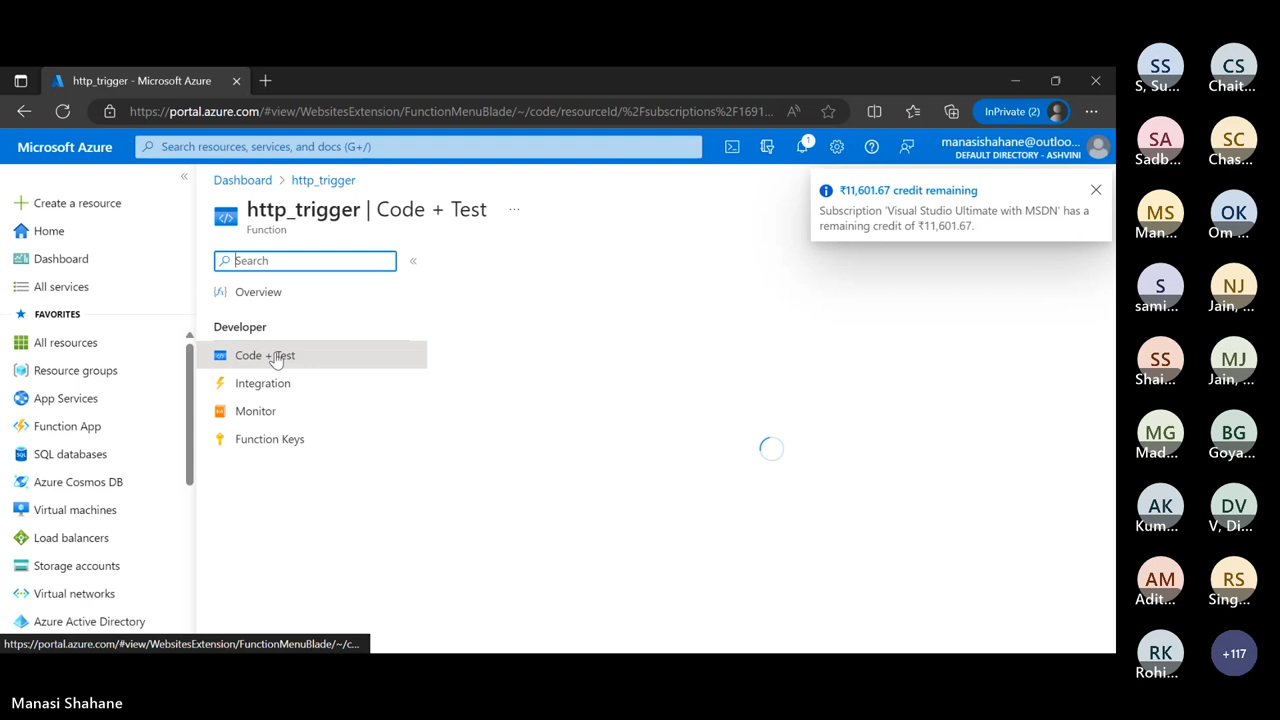 http_trigger - Microsoft Azure
https://portal.azure.com/#view/WebsitesExtension/FunctionMenuBlade/~/code/resourceId/%2Fsubscriptions%2F1691...
InPrivate (2)
Microsoft Azure
Search resources, services, and docs (G+/)
1
manasishahane@outloo...
DEFAULT DIRECTORY - ASHVINI
Create a resource
Home
Dashboard
All services
FAVORITES
All resources
Resource groups
App Services
Function App
SQL databases
Azure Cosmos DB
Virtual machines
Load balancers
Storage accounts
Virtual networks
Azure Active Directory
https://portal.azure.com/#view/WebsitesExtension/FunctionMenuBlade/~/c...
Dashboard > http_trigger
http_trigger | Code + Test ...
Function
Search
Overview
Developer
Code + Test
Integration
Monitor
Function Keys
₹11,601.67 credit remaining
Subscription 'Visual Studio Ultimate with MSDN' has a
remaining credit of ₹11,601.67.
SS CS
S, Su... Chait...
SA SC
Sadb... Chas...
MS OK
Man... Om ...
S NJ
sami... Jain, ...
SS MJ
Shai... Jain, ...
MG BG
Mad... Goya...
AK DV
Kum... V, Di...
AM RS
Adit... Sing...
RK +117
Rohi...
Manasi Shahane